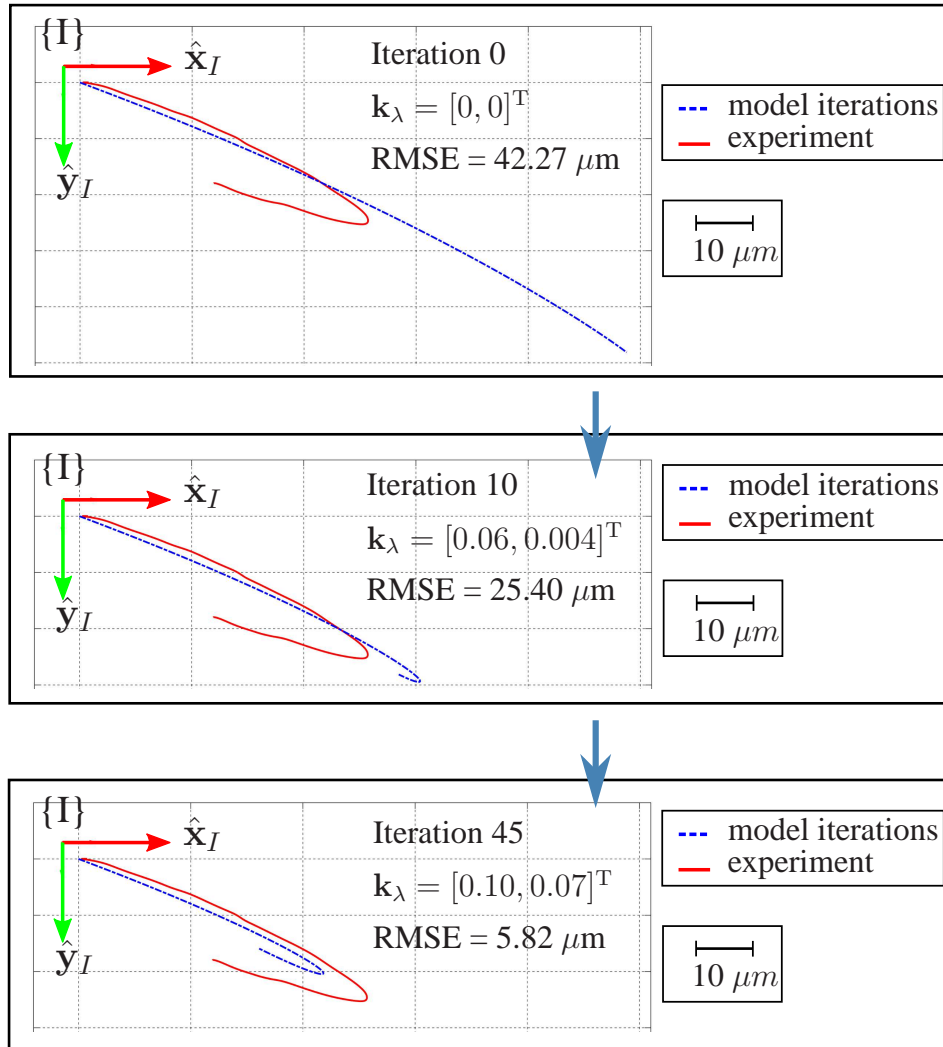 {I}
x̂_I
ŷ_I
Iteration 0
k_λ = [0, 0]^T
RMSE = 42.27 μm
model iterations
experiment
10 μm
{I}
x̂_I
ŷ_I
Iteration 10
k_λ = [0.06, 0.004]^T
RMSE = 25.40 μm
model iterations
experiment
10 μm
{I}
x̂_I
ŷ_I
Iteration 45
k_λ = [0.10, 0.07]^T
RMSE = 5.82 μm
model iterations
experiment
10 μm